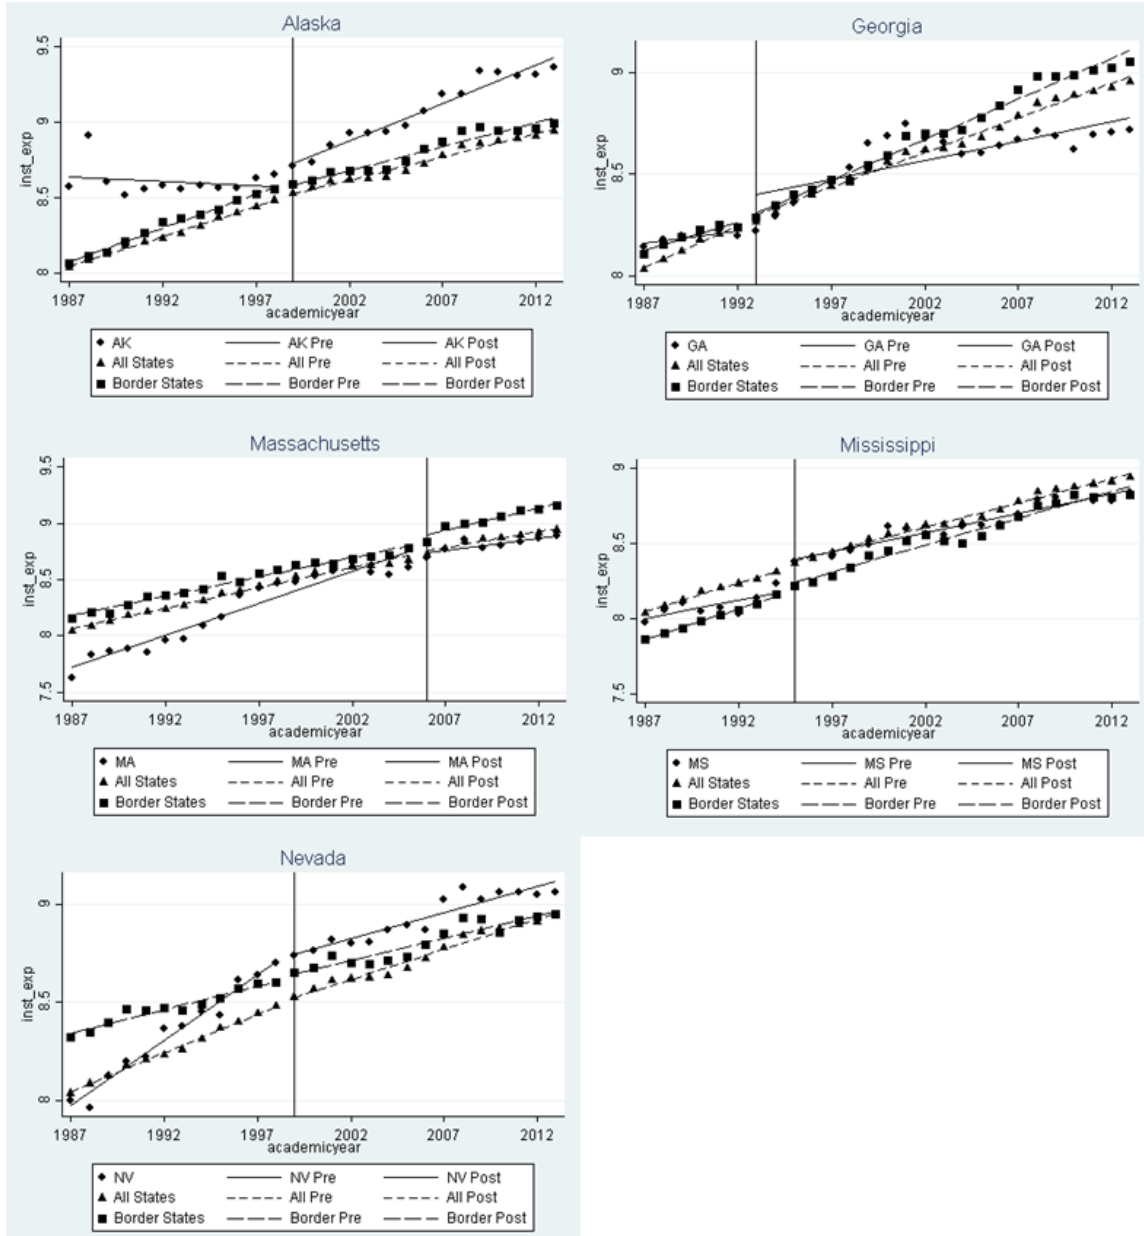 Alaska
inst_exp
9.5
9
8.5
8
1987 1992 1997 2002 2007 2012
academicyear
AK AK Pre AK Post
All States All Pre All Post
Border States Border Pre Border Post
Georgia
inst_exp
9
8.5
8
1987 1992 1997 2002 2007 2012
academicyear
GA GA Pre GA Post
All States All Pre All Post
Border States Border Pre Border Post
Massachusetts
inst_exp
9.5
9
8.5
8
7.5
1987 1992 1997 2002 2007 2012
academicyear
MA MA Pre MA Post
All States All Pre All Post
Border States Border Pre Border Post
Mississippi
inst_exp
9
8.5
8
7.5
1987 1992 1997 2002 2007 2012
academicyear
MS MS Pre MS Post
All States All Pre All Post
Border States Border Pre Border Post
Nevada
inst_exp
9
8.5
8
1987 1992 1997 2002 2007 2012
academicyear
NV NV Pre NV Post
All States All Pre All Post
Border States Border Pre Border Post